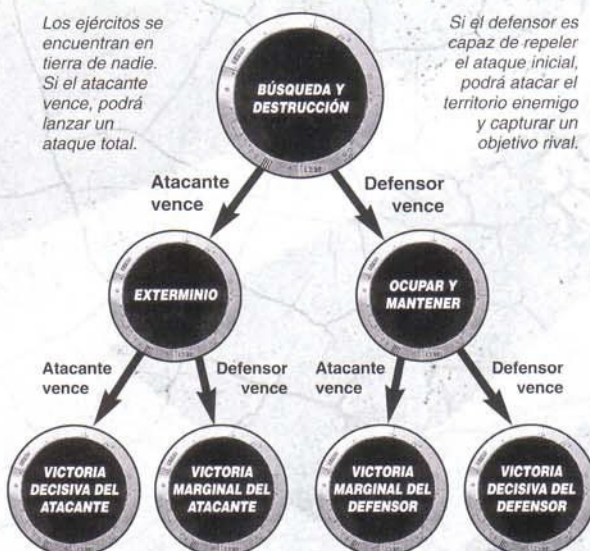 Los ejércitos se
encuentran en
tierra de nadie.
Si el atacante
vence, podrá
lanzar un
ataque total.
Si el defensor es
capaz de repeler
el ataque inicial,
podrá atacar el
territorio enemigo
y capturar un
objetivo rival.
BÚSQUEDA Y
DESTRUCCIÓN
Atacante
vence
Defensor
vence
EXTERMINIO
OCUPAR Y
MANTENER
Atacante
vence
Defensor
vence
Atacante
vence
Defensor
vence
VICTORIA
DECISIVA DEL
ATACANTE
VICTORIA
MARGINAL DEL
ATACANTE
VICTORIA
MARGINAL DEL
DEFENSOR
VICTORIA
DECISIVA DEL
DEFENSOR